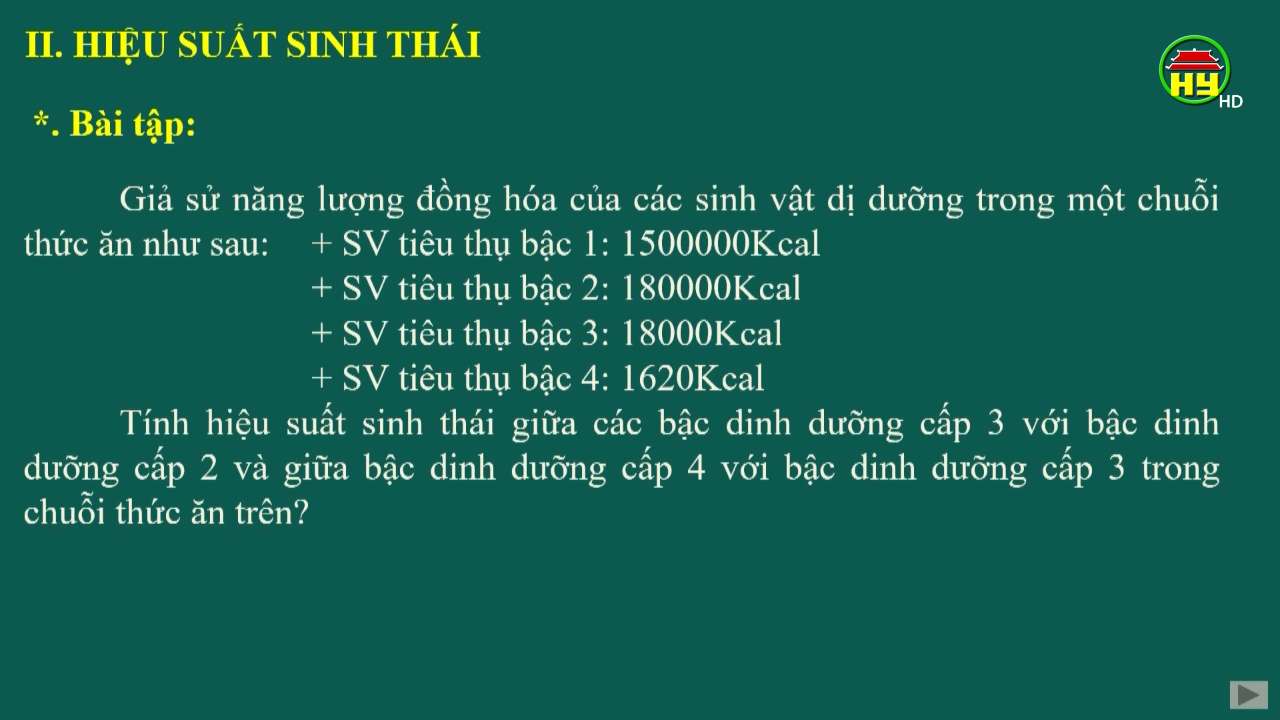 II. HIỆU SUẤT SINH THÁI
HY
HD
*. Bài tập:
Giả sử năng lượng đồng hóa của các sinh vật dị dưỡng trong một chuỗi
thức ăn như sau: + SV tiêu thụ bậc 1: 1500000Kcal
+ SV tiêu thụ bậc 2: 180000Kcal
+ SV tiêu thụ bậc 3: 18000Kcal
+ SV tiêu thụ bậc 4: 1620Kcal
Tính hiệu suất sinh thái giữa các bậc dinh dưỡng cấp 3 với bậc dinh
dưỡng cấp 2 và giữa bậc dinh dưỡng cấp 4 với bậc dinh dưỡng cấp 3 trong
chuỗi thức ăn trên?